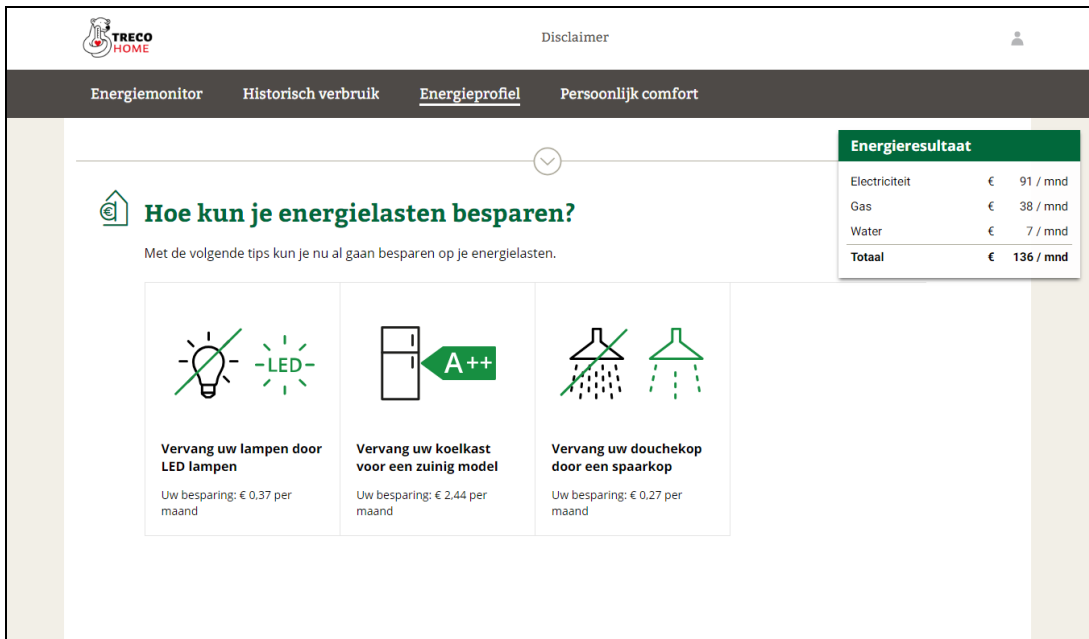 TRECO
HOME
Disclaimer
Energiemonitor Historisch verbruik Energieprofiel Persoonlijk comfort
Energieresultaat
Electriciteit € 91 / mnd
Gas € 38 / mnd
Water € 7 / mnd
Totaal € 136 / mnd
€
Hoe kun je energielasten besparen?
Met de volgende tips kun je nu al gaan besparen op je energielasten.
LED
A++
Vervang uw lampen door
LED lampen
Uw besparing: € 0,37 per
maand
Vervang uw koelkast
voor een zuinig model
Uw besparing: € 2,44 per
maand
Vervang uw douchekop
door een spaarkop
Uw besparing: € 0,27 per
maand